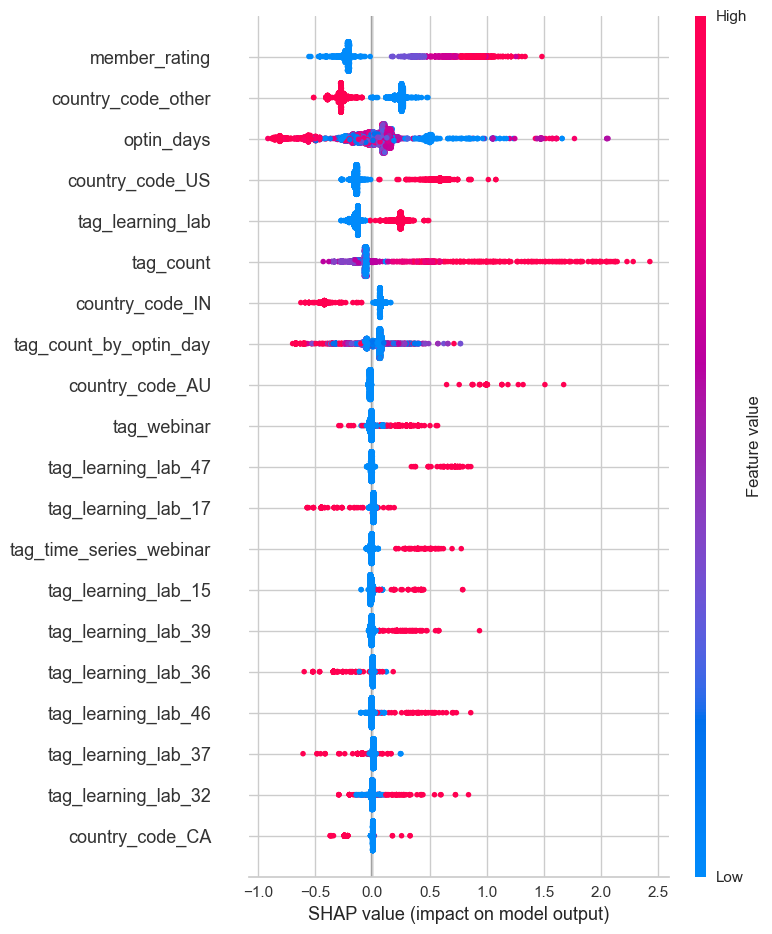 High
member_rating
country_code_other
optin_days
country_code_US
tag_learning_lab
tag_count
country_code_IN
tag_count_by_optin_day
country_code_AU
tag_webinar
tag_learning_lab_47
tag_learning_lab_17
tag_time_series_webinar
tag_learning_lab_15
tag_learning_lab_39
tag_learning_lab_36
tag_learning_lab_46
tag_learning_lab_37
tag_learning_lab_32
country_code_CA
Feature value
Low
−1.0 −0.5 0.0 0.5 1.0 1.5 2.0 2.5
SHAP value (impact on model output)